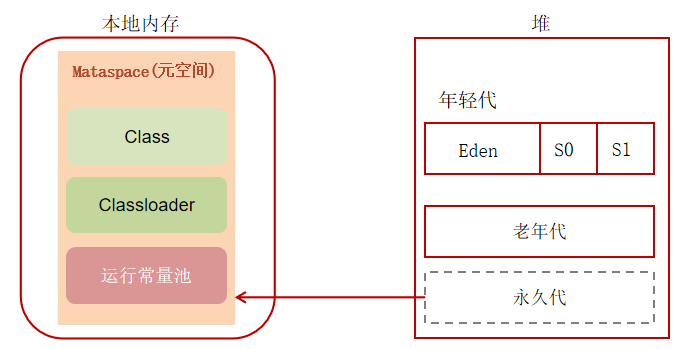 本地内存
Mataspace(元空间)
Class
Classloader
运行常量池
堆
年轻代
Eden
S0
S1
老年代
永久代